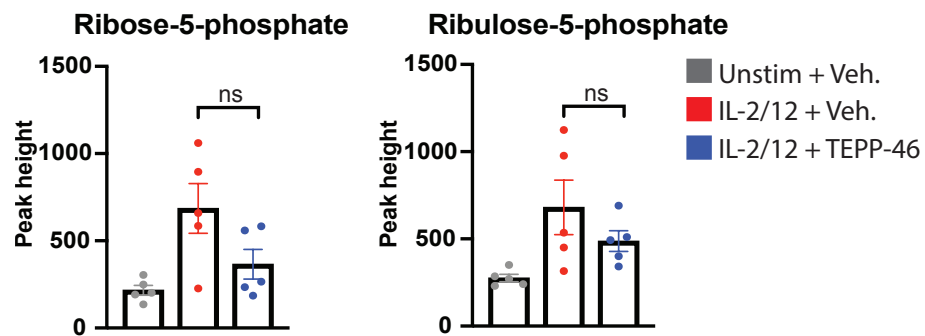 Ribose-5-phosphate
Peak height
1500
1000
500
0
ns
Ribulose-5-phosphate
Peak height
1500
1000
500
0
ns
Unstim + Veh.
IL-2/12 + Veh.
IL-2/12 + TEPP-46